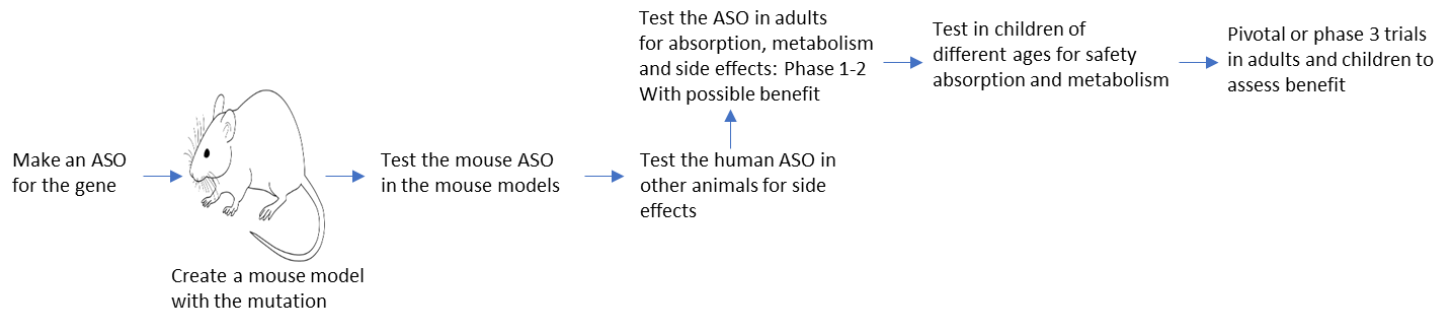 Make an ASO
for the gene
Create a mouse model
with the mutation
Test the mouse ASO
in the mouse models
Test the human ASO in
other animals for side
effects
Test the ASO in adults
for absorption, metabolism
and side effects: Phase 1-2
With possible benefit
Test in children of
different ages for safety
absorption and metabolism
Pivotal or phase 3 trials
in adults and children to
assess benefit